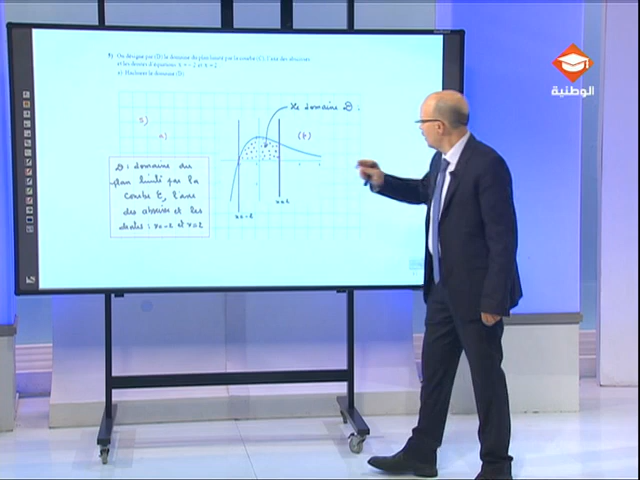 5) On désigne par (D) le domaine du plan limité par la courbe (C), l'axe des abscisses
et les droites d'équations: x = -2 et x = 2
a) Hachurer le domaine (D)
Le domaine D.
5)
a)
(C)
D: domaine du
plan limité par la
courbe C, l'axe
des abscisses et les
droites : x=-2 et x=2
x=-2
x=2
الوطنية